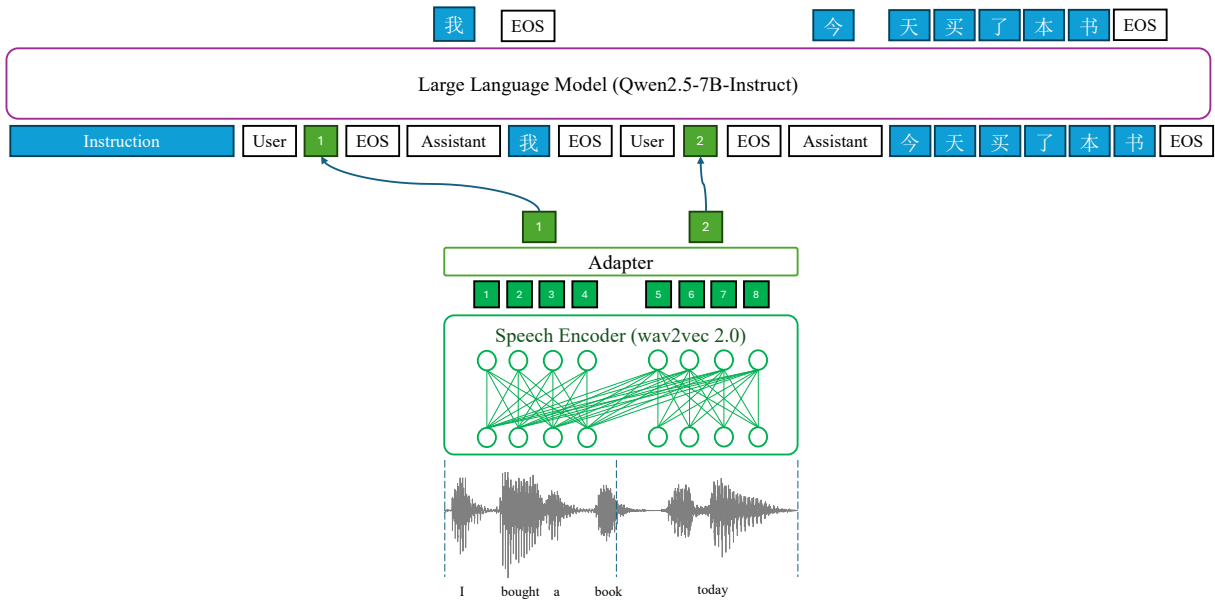 我 EOS 今 天 买 了 本 书 EOS
Large Language Model (Qwen2.5-7B-Instruct)
Instruction User 1 EOS Assistant 我 EOS User 2 EOS Assistant 今 天 买 了 本 书 EOS
1 2
Adapter
1 2 3 4 5 6 7 8
Speech Encoder (wav2vec 2.0)
I bought a book today